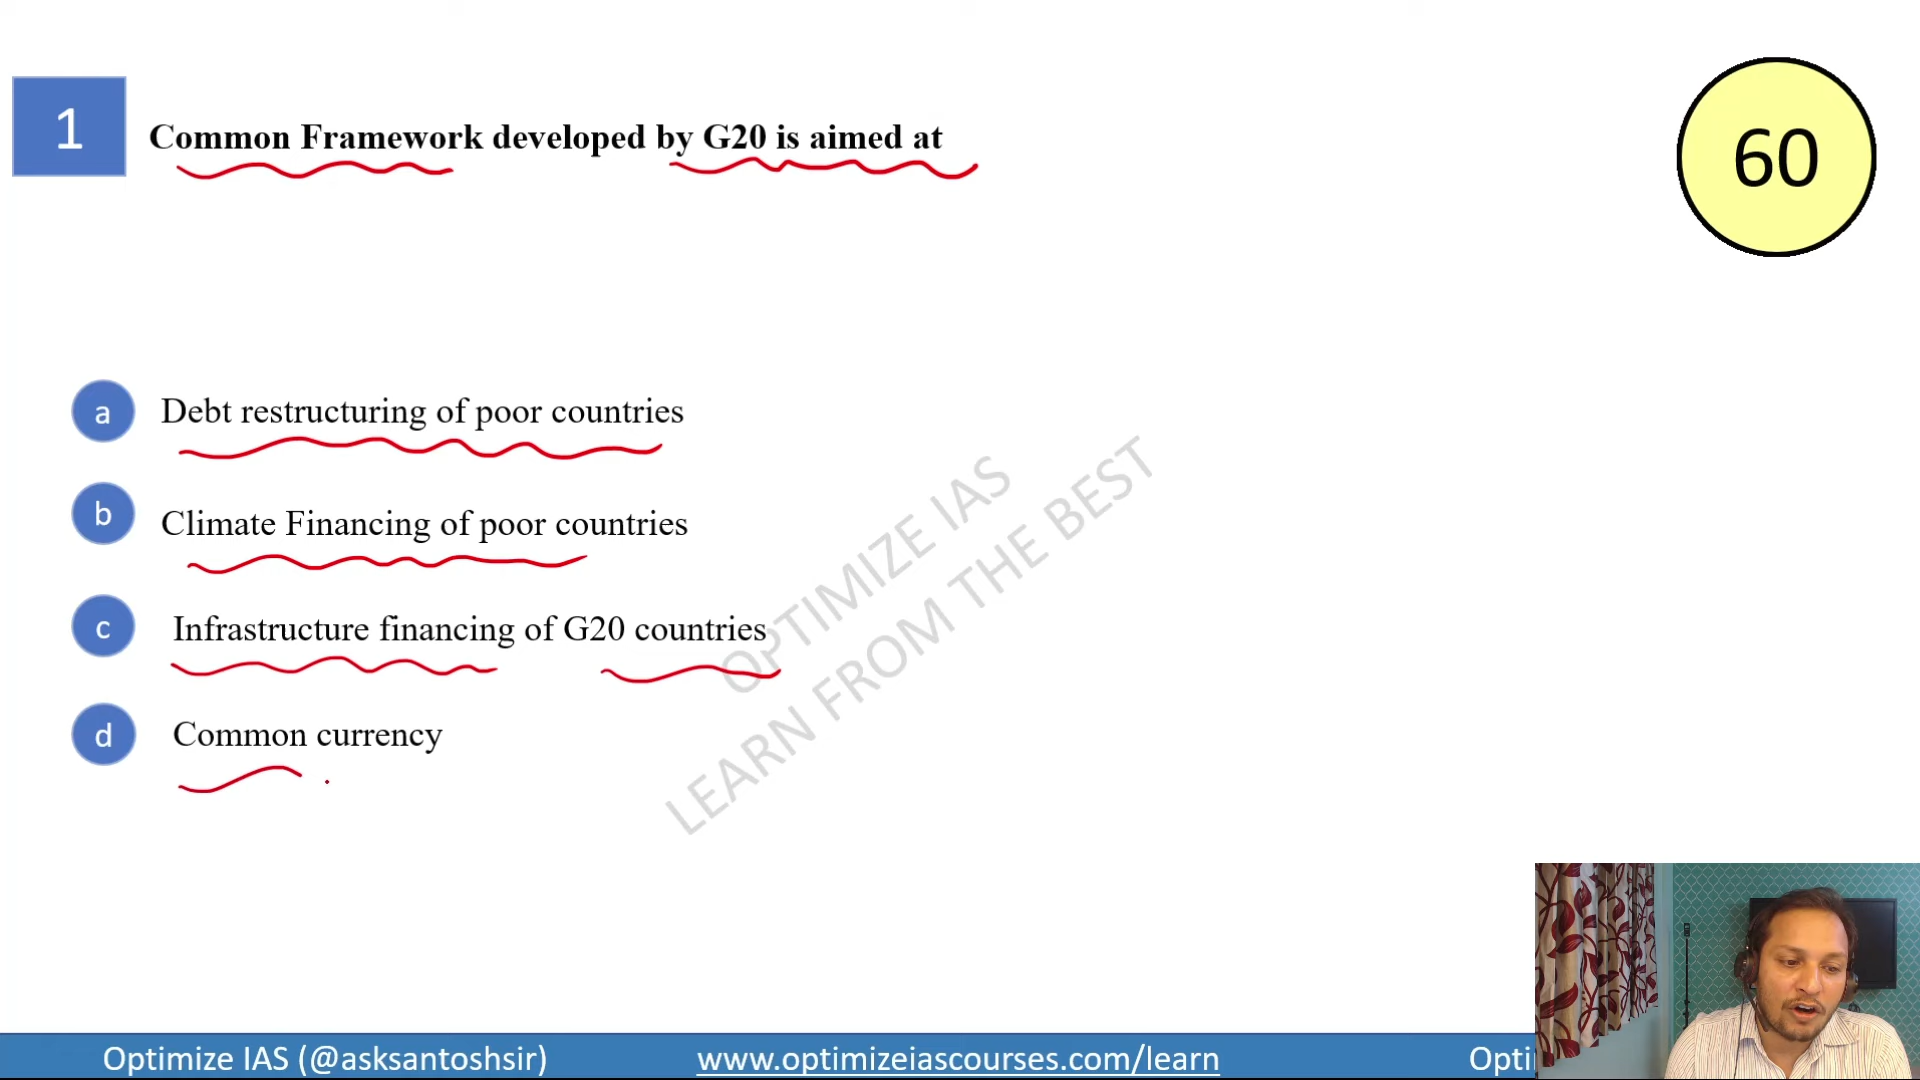 1
Common Framework developed by G20 is aimed at
60
a
Debt restructuring of poor countries
b
Climate Financing of poor countries
c
Infrastructure financing of G20 countries
d
Common currency
OPTIMIZE IAS
LEARN FROM THE BEST
Optimize IAS (@asksantoshsir)
www.optimizeiascourses.com/learn
Opti